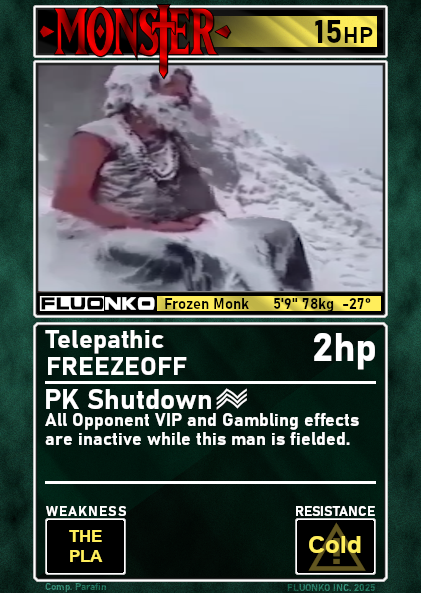 MONSTER
15HP
FLUONKO Frozen Monk 5'9" 78kg -27°
Telepathic
FREEZEOFF
2hp
PK Shutdown
All Opponent VIP and Gambling effects
are inactive while this man is fielded.
WEAKNESS
THE
PLA
RESISTANCE
Cold
Comp. Parafin
FLUONKO INC. 2025